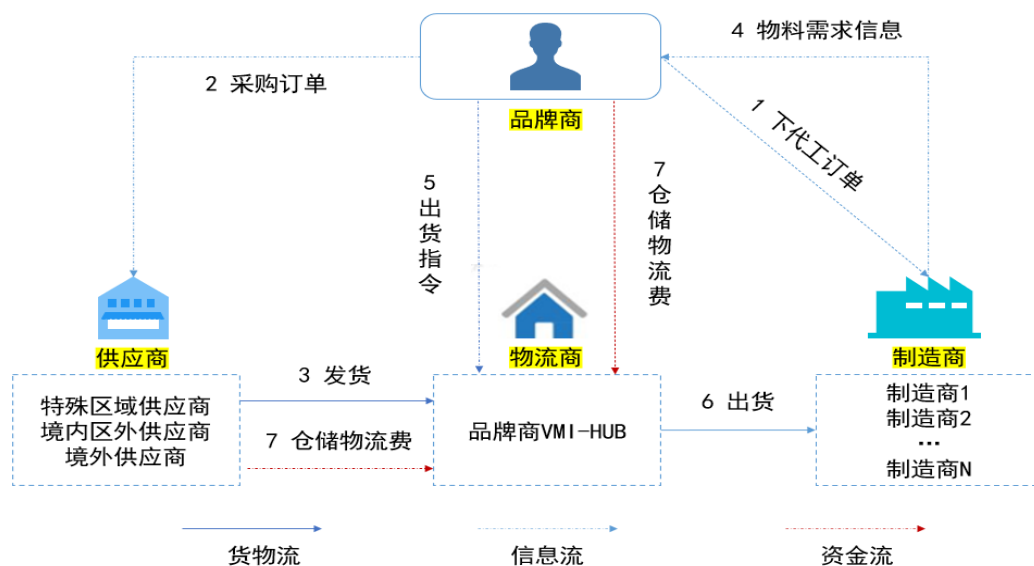 4 物料需求信息
2 采购订单
品牌商
1 下代工订单
5出货指令
7仓储物流费
供应商
物流商
制造商
3 发货
特殊区域供应商
境内区外供应商
境外供应商
7 仓储物流费
品牌商VMI-HUB
6 出货
制造商1
制造商2
…
制造商N
货物流
信息流
资金流